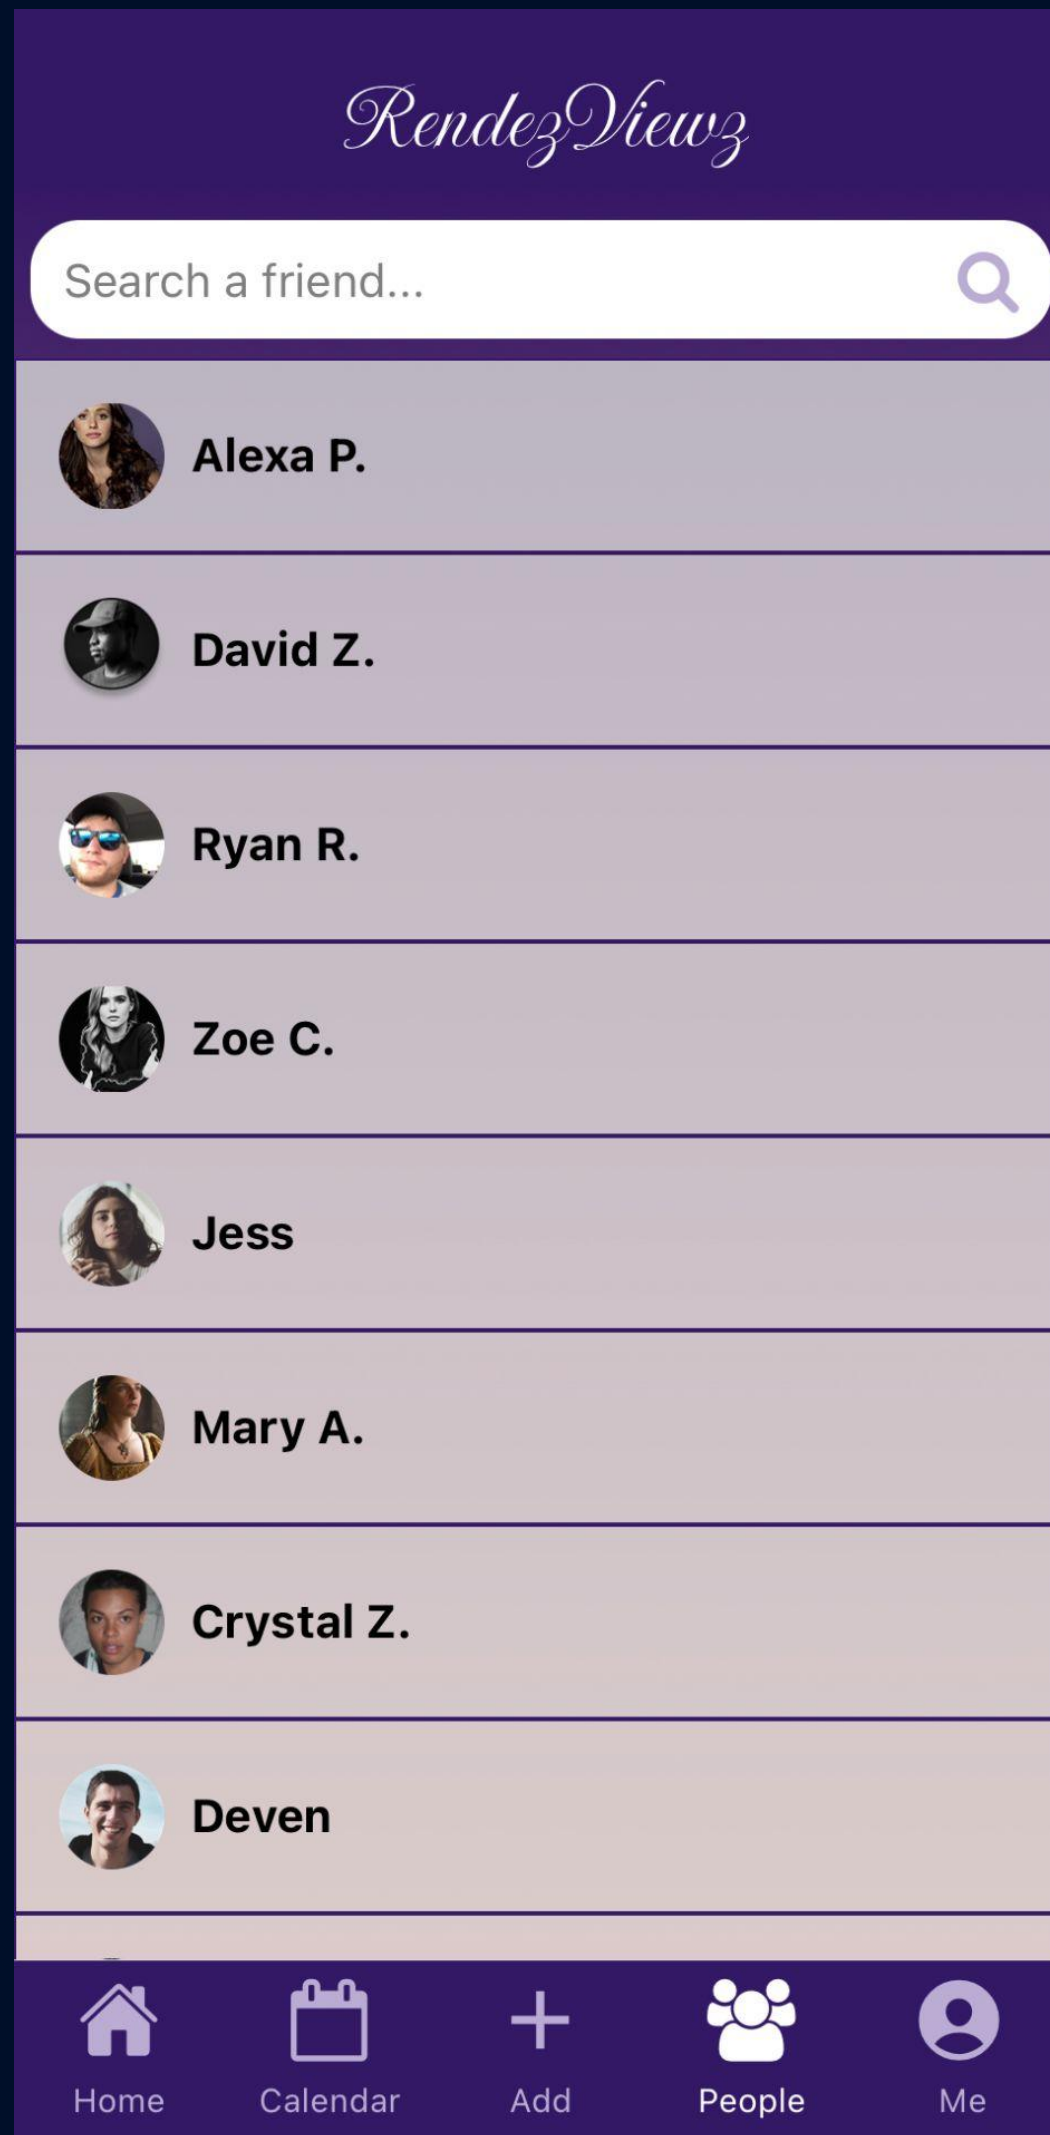 RendezViewz
Search a friend...
Alexa P.
David Z.
Ryan R.
Zoe C.
Jess
Mary A.
Crystal Z.
Deven
Home Calendar Add People Me